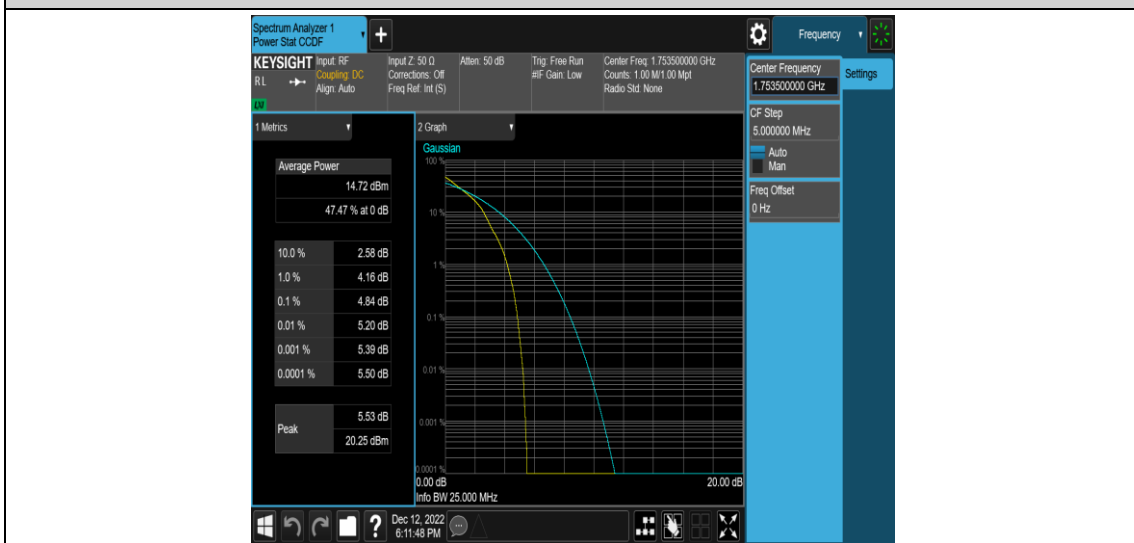 Spectrum Analyzer 1
Power Stat CCDF
Frequency
KEYSIGHT
RL
LXI
Input: RF
Coupling: DC
Align: Auto
Input Z: 50 Ω
Corrections: Off
Freq Ref: Int (S)
Atten: 50 dB
Trig: Free Run
#IF Gain: Low
Center Freq: 1.753500000 GHz
Counts: 1.00 M/1.00 Mpt
Radio Std: None
Center Frequency
1.753500000 GHz
Settings
CF Step
5.000000 MHz
Auto
Man
Freq Offset
0 Hz
1 Metrics
Average Power
14.72 dBm
47.47 % at 0 dB
10.0 % 2.58 dB
1.0 % 4.16 dB
0.1 % 4.84 dB
0.01 % 5.20 dB
0.001 % 5.39 dB
0.0001 % 5.50 dB
Peak
5.53 dB
20.25 dBm
2 Graph
Gaussian
100 %
10 %
1 %
0.1 %
0.01 %
0.001 %
0.0001 %
0.00 dB 20.00 dB
Info BW 25.000 MHz
?
Dec 12, 2022
6:11:48 PM